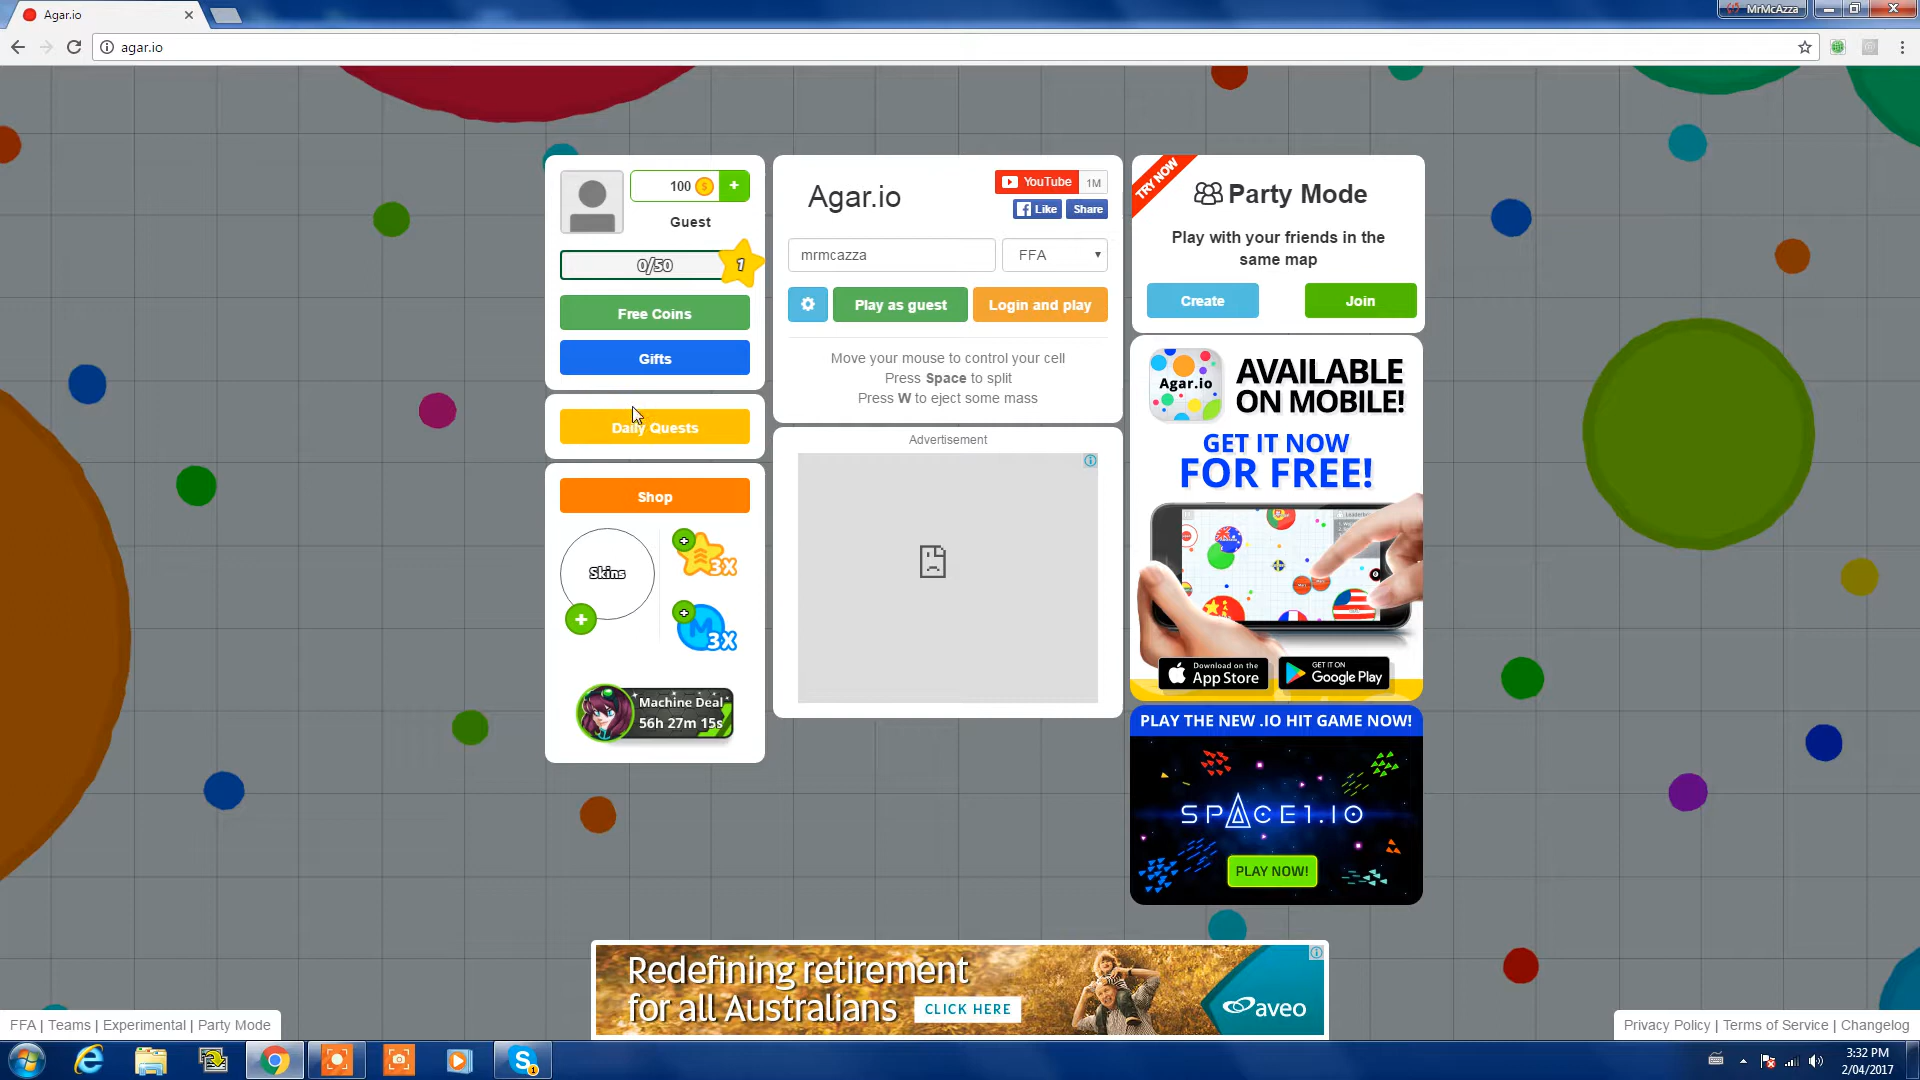 Agar.io
MrMcAzza
agar.io
100
Guest
0/50
1
Free Coins
Gifts
Daily Quests
Shop
Skins
3X
M 3X
Machine Deal
56h 27m 15s
Agar.io
YouTube 1M
Like Share
mrmcazza FFA
Play as guest Login and play
Move your mouse to control your cell
Press Space to split
Press W to eject some mass
Advertisement
TRY NOW
Party Mode
Play with your friends in the
same map
Create Join
Agar.io
AVAILABLE
ON MOBILE!
GET IT NOW
FOR FREE!
Download on the
App Store
GET IT ON
Google Play
PLAY THE NEW .IO HIT GAME NOW!
SPACE1.IO
PLAY NOW!
Redefining retirement
for all Australians CLICK HERE
aveo
FFA | Teams | Experimental | Party Mode
Privacy Policy | Terms of Service | Changelog
3:32 PM
2/04/2017